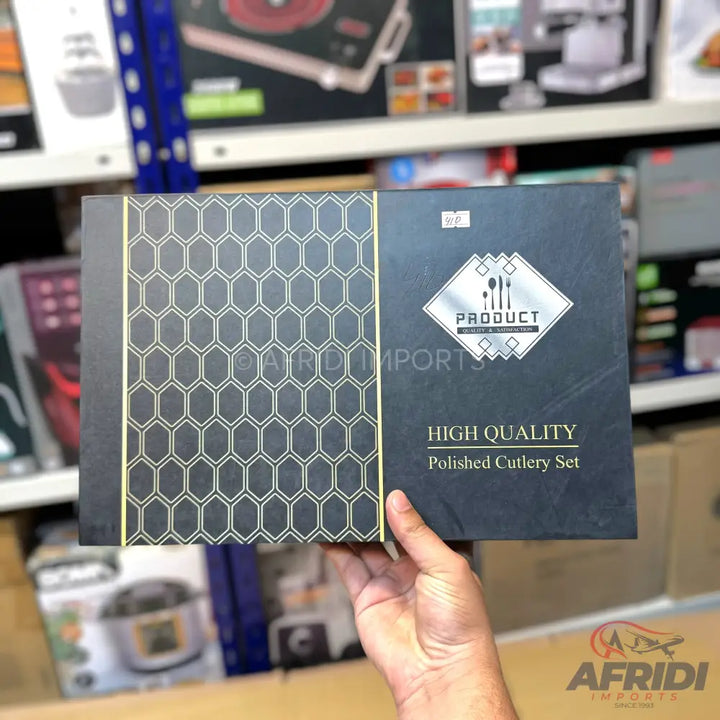 410
PRODUCT
QUALITY & SATISFACTION
© AFRIDI IMPORTS
HIGH QUALITY
Polished Cutlery Set
AFRIDI
IMPORTS
SINCE 1993